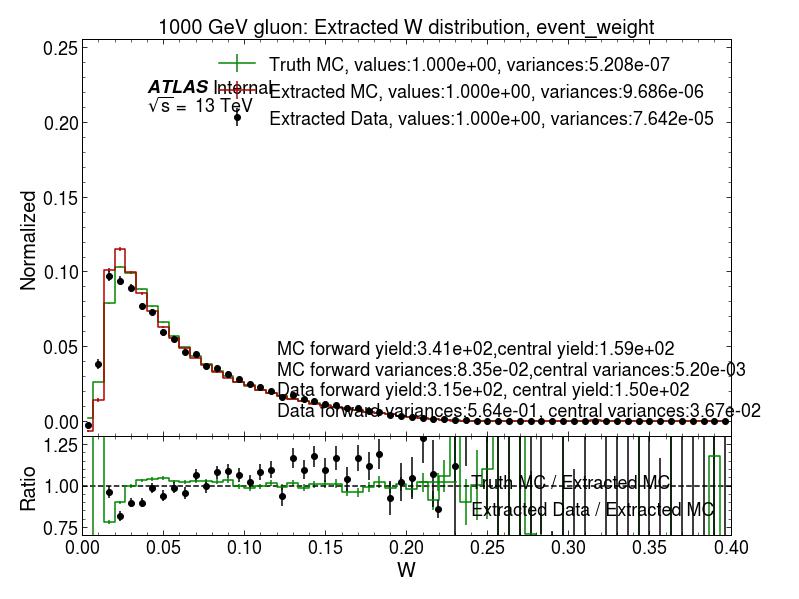 1000 GeV gluon: Extracted W distribution, event_weight
Truth MC, values:1.000e+00, variances:5.208e-07
ATLAS Internal
Extracted MC, values:1.000e+00, variances:9.686e-06
√s = 13 TeV
Extracted Data, values:1.000e+00, variances:7.642e-05
Normalized
0.25
0.20
0.15
0.10
0.05
0.00
MC forward yield:3.41e+02,central yield:1.59e+02
MC forward variances:8.35e-02,central variances:5.20e-03
Data forward yield:3.15e+02, central yield:1.50e+02
Data forward variances:5.64e-01, central variances:3.67e-02
Ratio
1.25
1.00
0.75
Truth MC / Extracted MC
Extracted Data / Extracted MC
0.00 0.05 0.10 0.15 0.20 0.25 0.30 0.35 0.40
W